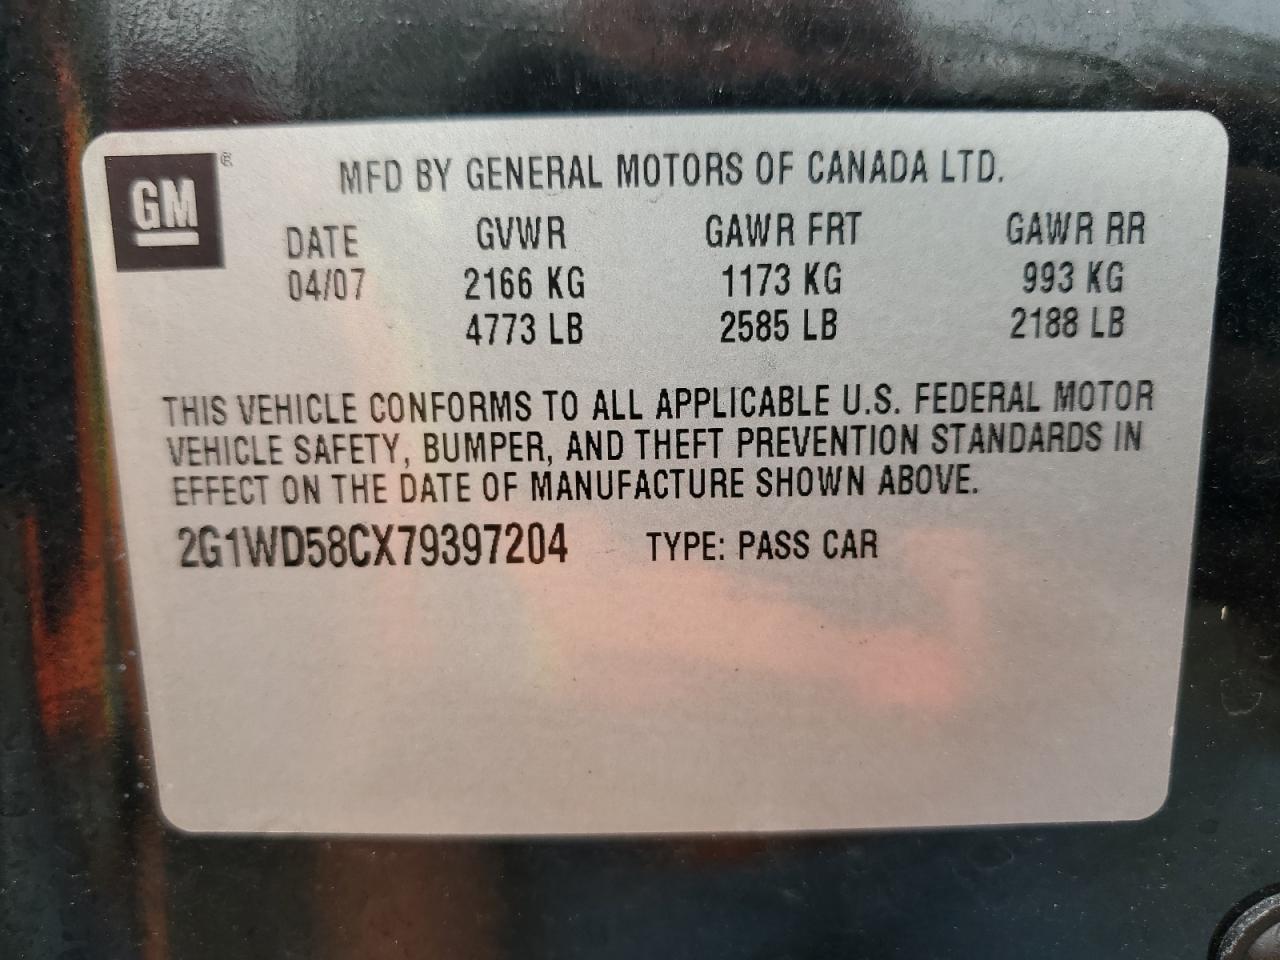 GM ®
MFD BY GENERAL MOTORS OF CANADA LTD.
DATE GVWR GAWR FRT GAWR RR
04/07 2166 KG 1173 KG 993 KG
4773 LB 2585 LB 2188 LB
THIS VEHICLE CONFORMS TO ALL APPLICABLE U.S. FEDERAL MOTOR
VEHICLE SAFETY, BUMPER, AND THEFT PREVENTION STANDARDS IN
EFFECT ON THE DATE OF MANUFACTURE SHOWN ABOVE.
2G1WD58CX79397204 TYPE: PASS CAR